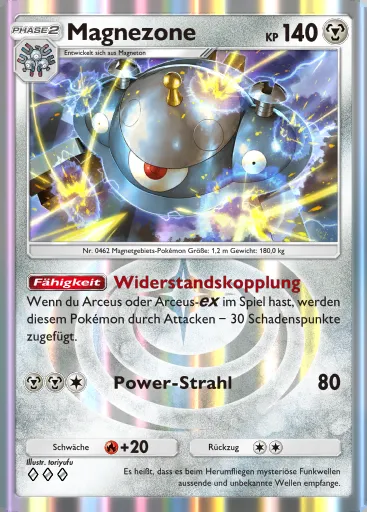 PHASE 2 Magnezone KP 140
Entwickelt sich aus Magneton
Nr. 0462 Magnetgebiets-Pokémon Größe: 1,2 m Gewicht: 180,0 kg
Fähigkeit Widerstandskopplung
Wenn du Arceus oder Arceus-ex im Spiel hast, werden
diesem Pokémon durch Attacken − 30 Schadenspunkte
zugefügt.
Power-Strahl 80
Schwäche +20 Rückzug
Illustr. toriyufu
Es heißt, dass es beim Herumfliegen mysteriöse Funkwellen
aussende und unbekannte Wellen empfange.